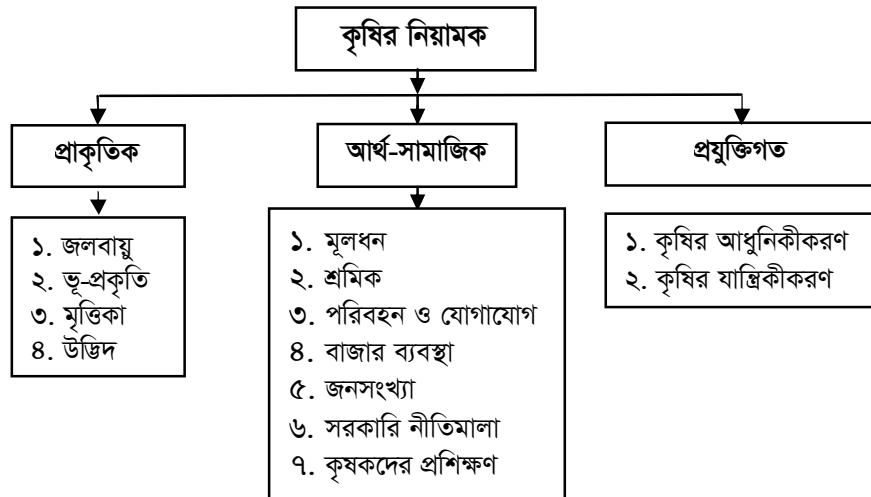 কৃষির নিয়ামক
প্রাকৃতিক
আর্থ-সামাজিক
প্রযুক্তিগত
১. জলবায়ু
২. ভূ-প্রকৃতি
৩. মৃত্তিকা
৪. উদ্ভিদ
১. মূলধন
২. শ্রমিক
৩. পরিবহন ও যোগাযোগ
৪. বাজার ব্যবস্থা
৫. জনসংখ্যা
৬. সরকারি নীতিমালা
৭. কৃষকদের প্রশিক্ষণ
১. কৃষির আধুনিকীকরণ
২. কৃষির যান্ত্রিকীকরণ